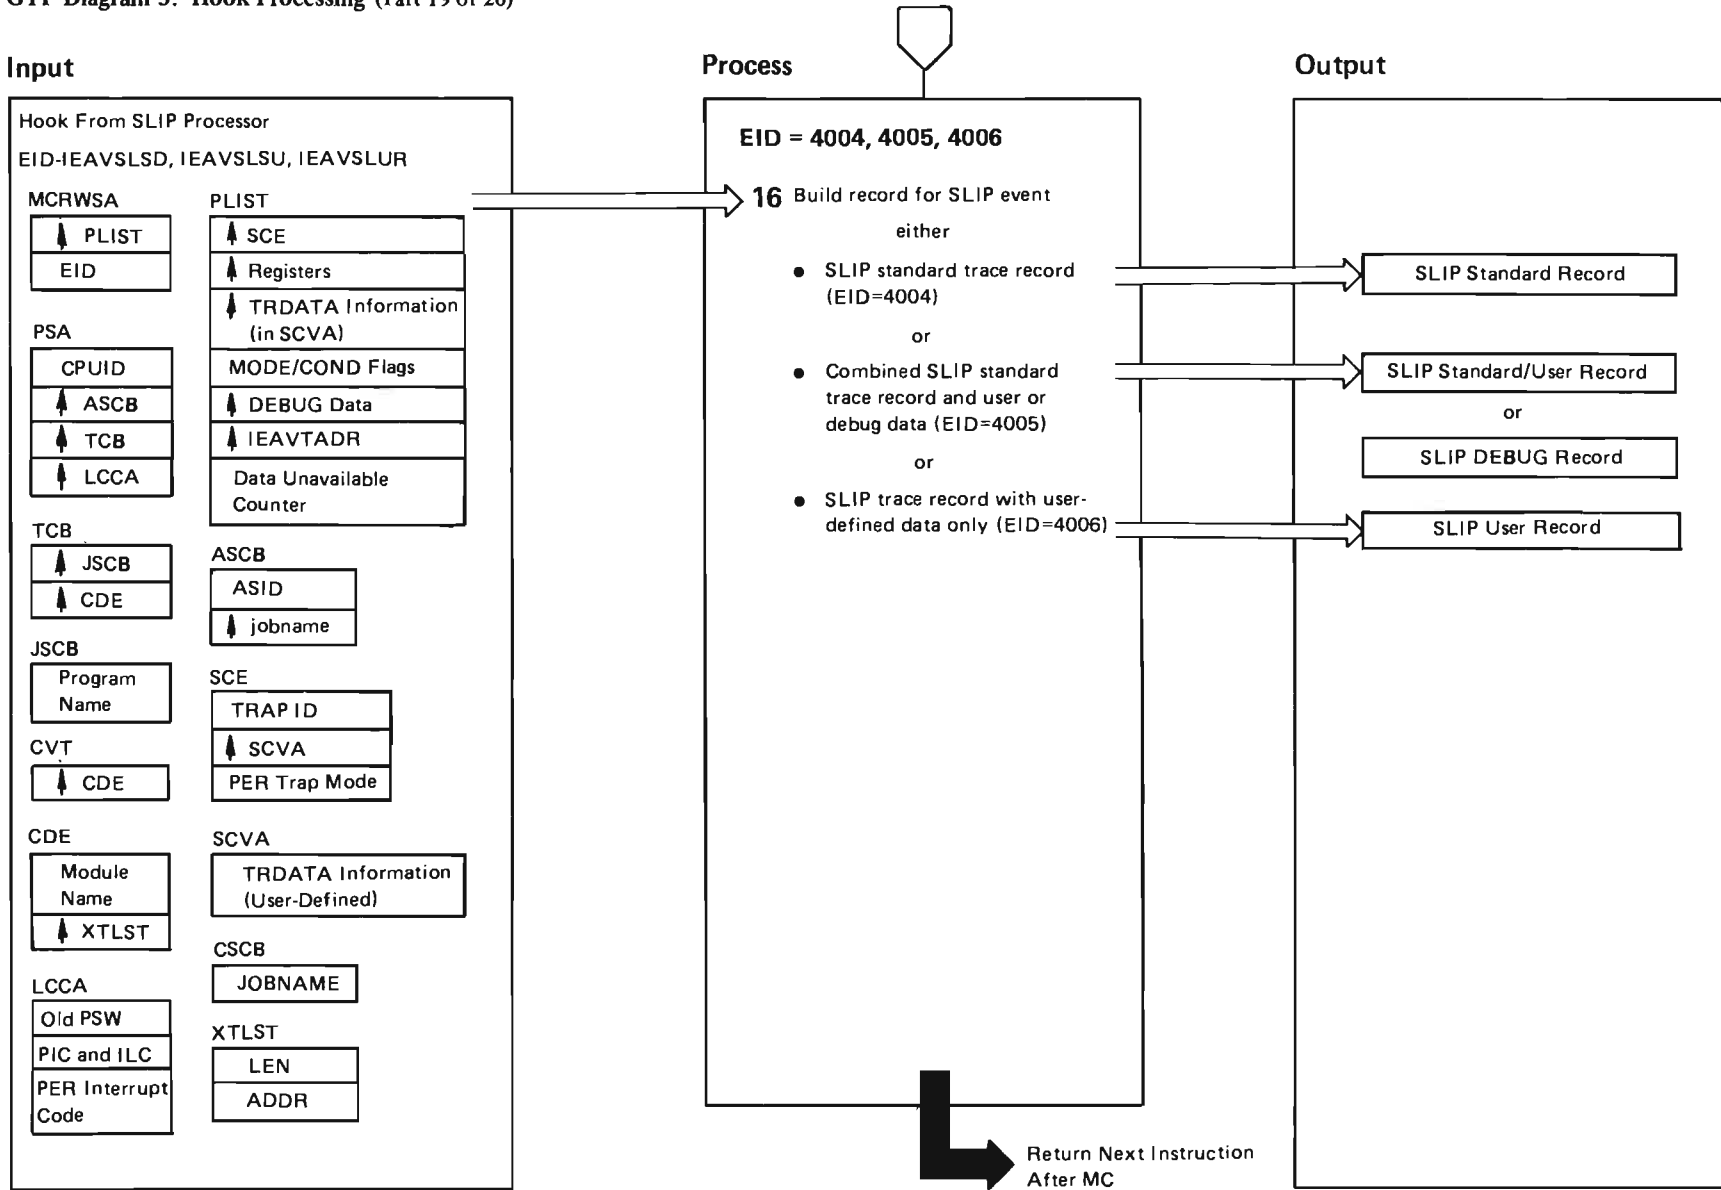 GTF Diagram 3. Hook Processing (Part 19 of 26)
Input
Hook From SLIP Processor
EID-IEAVSLSD, IEAVSLSU, IEAVSLUR
MCRWSA
PLIST
EID
PSA
CPUID
ASCB
TCB
LCCA
TCB
JSCB
CDE
JSCB
Program
Name
CVT
CDE
CDE
Module
Name
XTLST
LCCA
Old PSW
PIC and ILC
PER Interrupt
Code
PLIST
SCE
Registers
TRDATA Information
(in SCVA)
MODE/COND Flags
DEBUG Data
IEAVTADR
Data Unavailable
Counter
ASCB
ASID
jobname
SCE
TRAP ID
SCVA
PER Trap Mode
SCVA
TRDATA Information
(User-Defined)
CSCB
JOBNAME
XTLST
LEN
ADDR
Process
EID = 4004, 4005, 4006
16 Build record for SLIP event
either
• SLIP standard trace record
(EID=4004)
or
• Combined SLIP standard
trace record and user or
debug data (EID=4005)
or
• SLIP trace record with user-
defined data only (EID=4006)
Return Next Instruction
After MC
Output
SLIP Standard Record
SLIP Standard/User Record
or
SLIP DEBUG Record
SLIP User Record